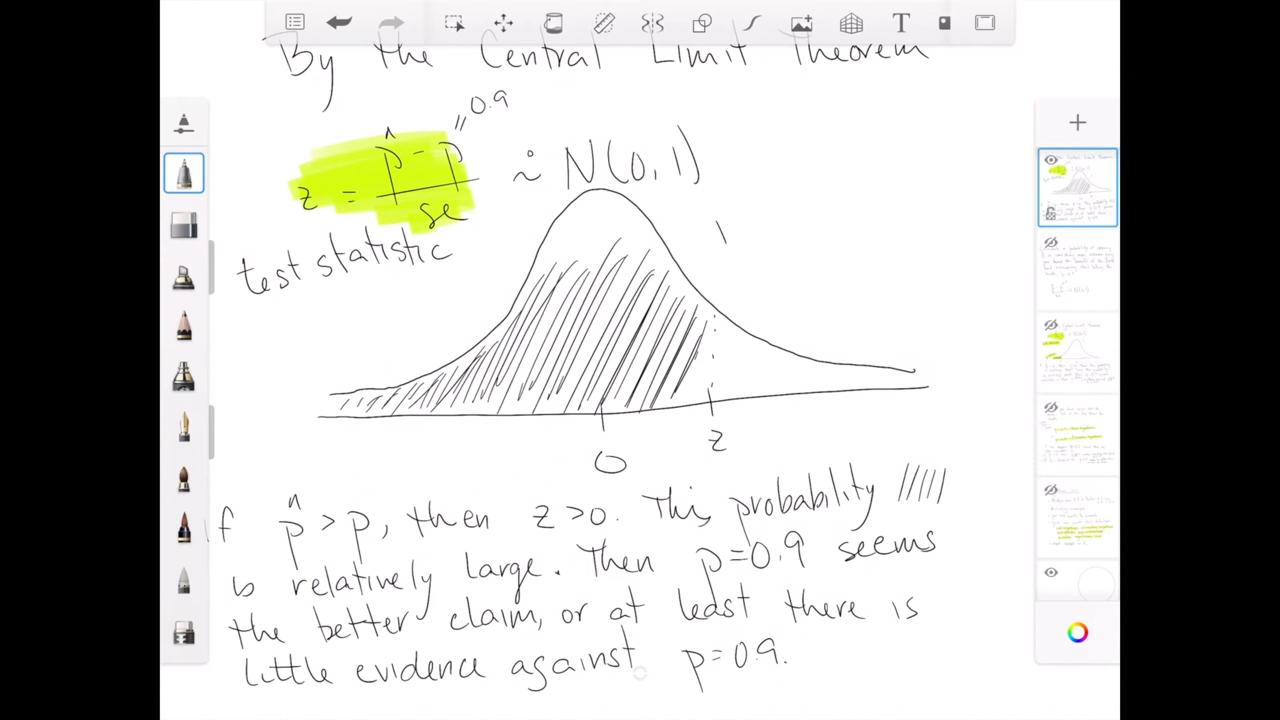 By the Central Limit Theorem
"0.9
z = p̂ - p / se ~ N(0,1)
test statistic
0
z
If p̂ > p, then z>0. This probability /////
is relatively large. Then p=0.9 seems
the better claim, or at least there is
little evidence against p=0.9.
T